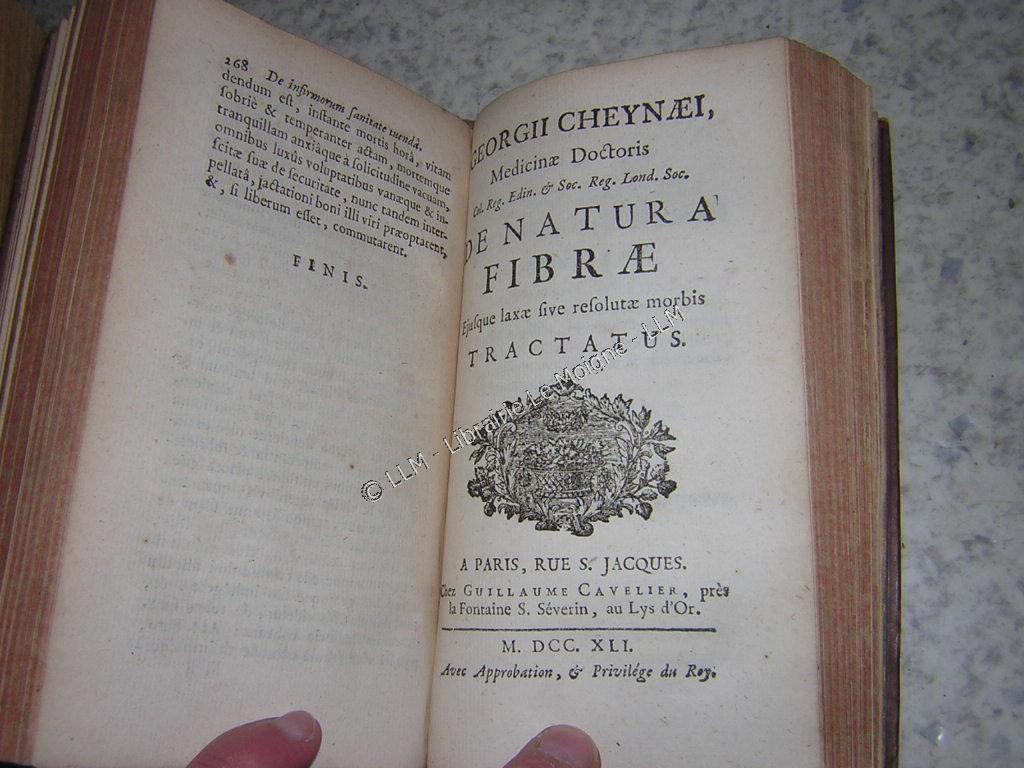 268 De infirmorum ſanitate tuendâ.
dendum eſt, inſtante mortis horâ, vitam
ſobriè & temperanter actam, mortemque
tranquillam anxiâque à ſolicitudine vacuam,
omnibus luxûs voluptatibus vanæque & in-
ſcitæ ſuæ de ſecuritate, nunc tandem inter-
pellatâ, jactationi boni illi viri præoptarent,
&, ſi liberum eſſet, commutarent.
FINIS.
GEORGII CHEYNÆI,
Medicinæ Doctoris
Col. Reg. Edin. & Soc. Reg. Lond. Soc.
DE NATURA
FIBRÆ
Ejuſque laxæ ſive reſolutæ morbis
TRACTATUS.
© LLM - Librairie Le Moigne - LLM
A PARIS, RUE S. JACQUES.
Chez GUILLAUME CAVELIER, près
la Fontaine S. Séverin, au Lys d'Or.
M. DCC. XLI.
Avec Approbation, & Privilége du Roy.